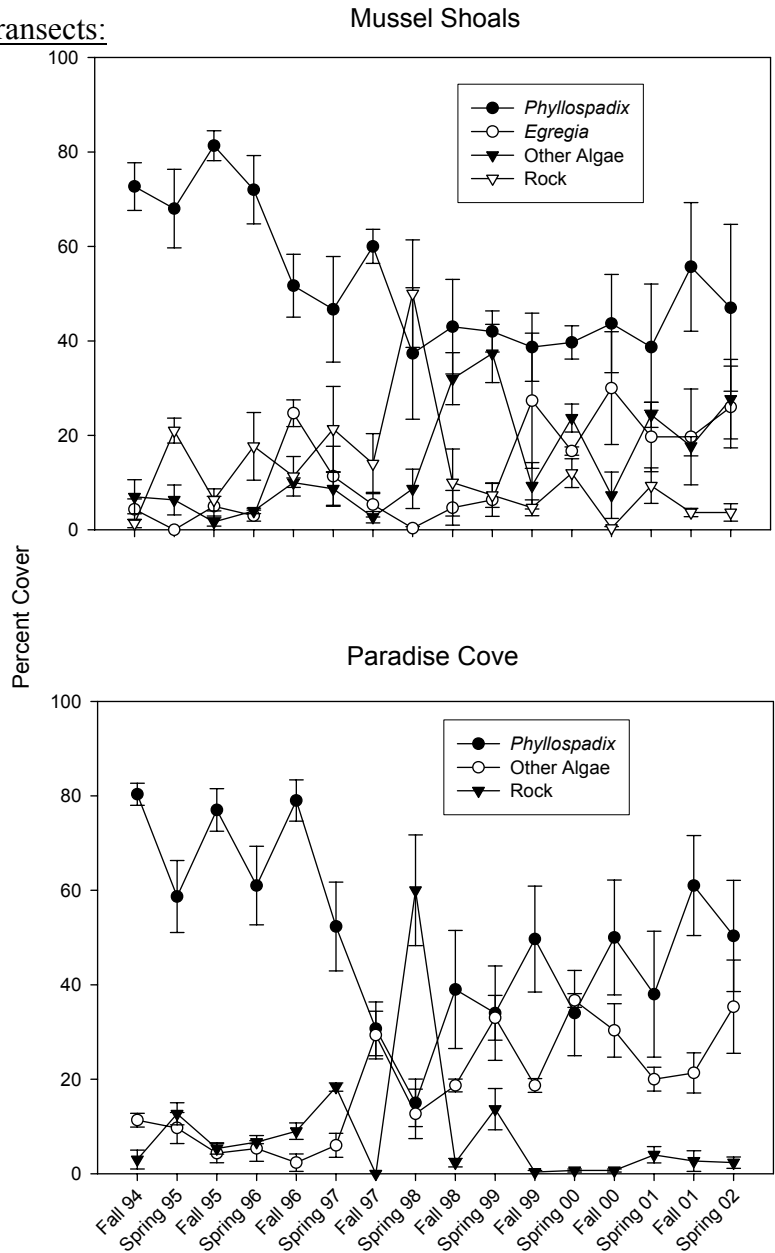 ransects:
Mussel Shoals
100
80
60
40
20
0
Phyllospadix
Egregia
Other Algae
Rock
Percent Cover
Paradise Cove
100
80
60
40
20
0
Phyllospadix
Other Algae
Rock
Fall 94
Spring 95
Fall 95
Spring 96
Fall 96
Spring 97
Fall 97
Spring 98
Fall 98
Spring 99
Fall 99
Spring 00
Fall 00
Spring 01
Fall 01
Spring 02